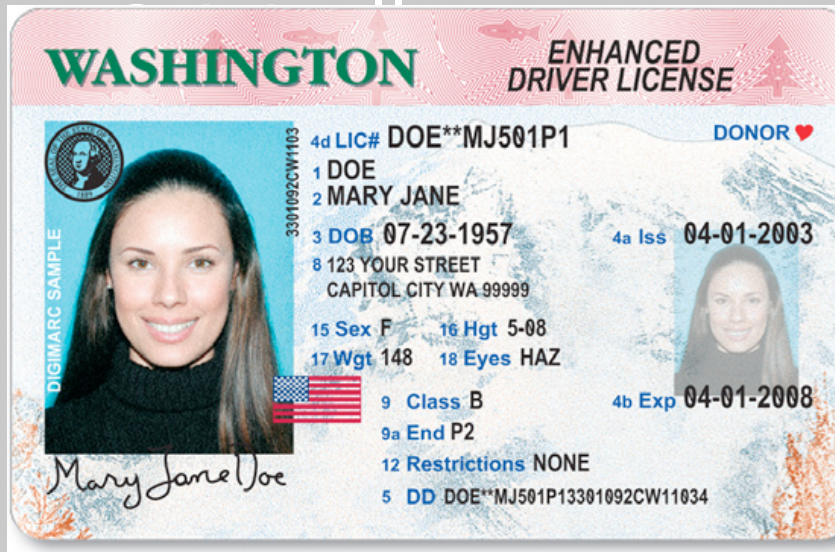 WASHINGTON
ENHANCED
DRIVER LICENSE
4d LIC# DOE**MJ501P1
DONOR
1 DOE
2 MARY JANE
3 DOB 07-23-1957
4a Iss 04-01-2003
8 123 YOUR STREET
CAPITOL CITY WA 99999
15 Sex F 16 Hgt 5-08
17 Wgt 148 18 Eyes HAZ
9 Class B
4b Exp 04-01-2008
9a End P2
12 Restrictions NONE
5 DD DOE**MJ501P13301092CW11034
3301092CW1103
DIGIMARC SAMPLE
Mary Jane Doe